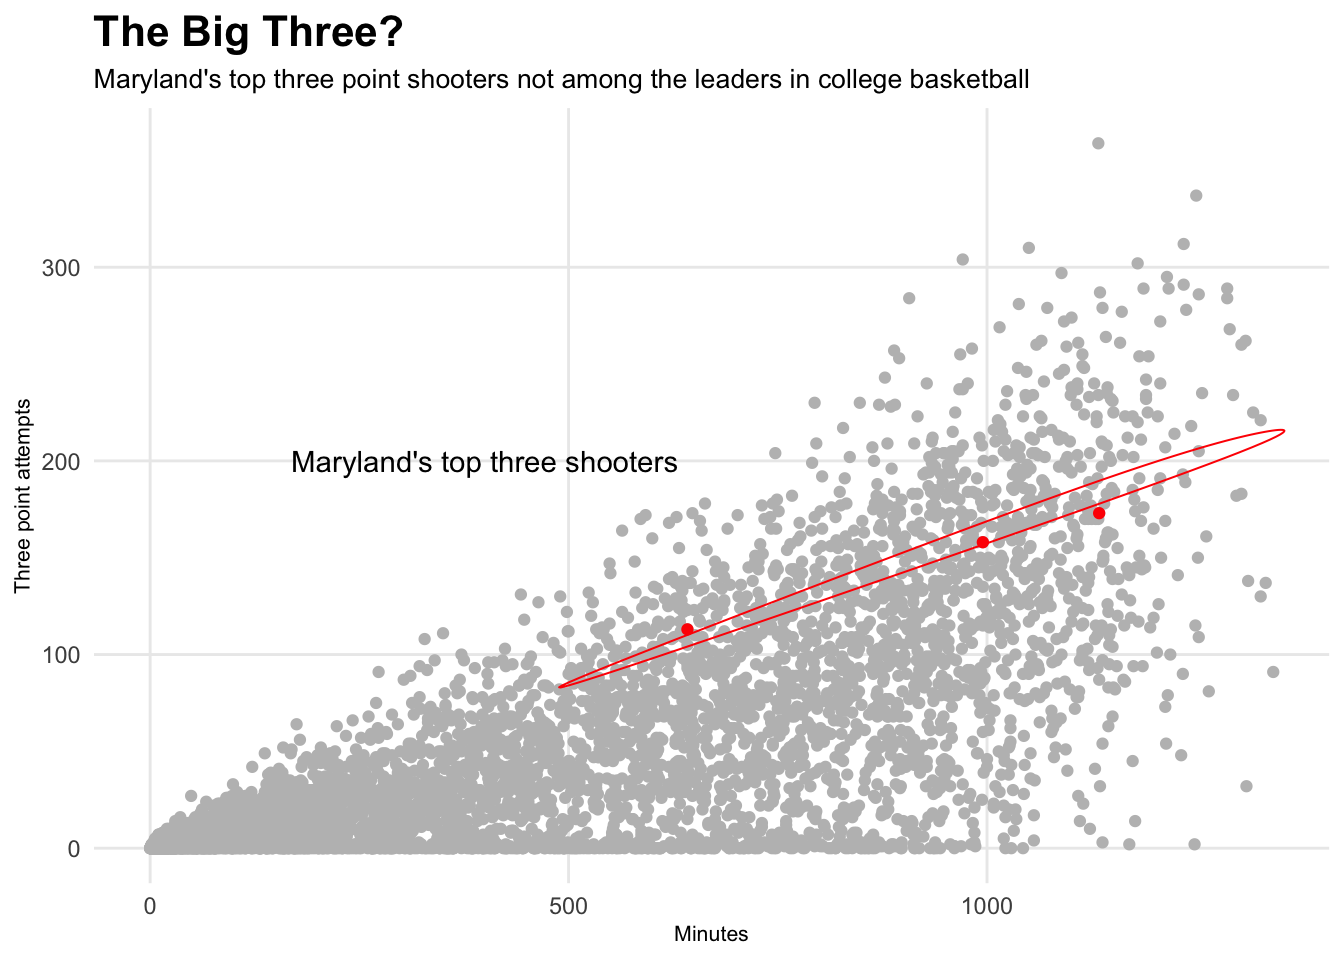 The Big Three?
Maryland's top three point shooters not among the leaders in college basketball
300
200
100
0
Three point attempts
Maryland's top three shooters
0
500
1000
Minutes